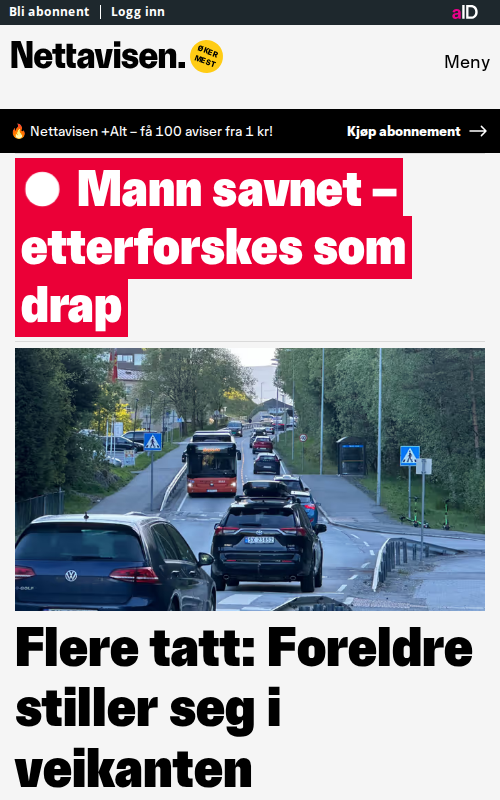 Bli abonnent | Logg inn
aID
Nettavisen.
ØKER
MEST
Meny
🔥 Nettavisen +Alt – få 100 aviser fra 1 kr!
Kjøp abonnement →
Mann savnet –
etterforskes som
drap
Flere tatt: Foreldre
stiller seg i
veikanten